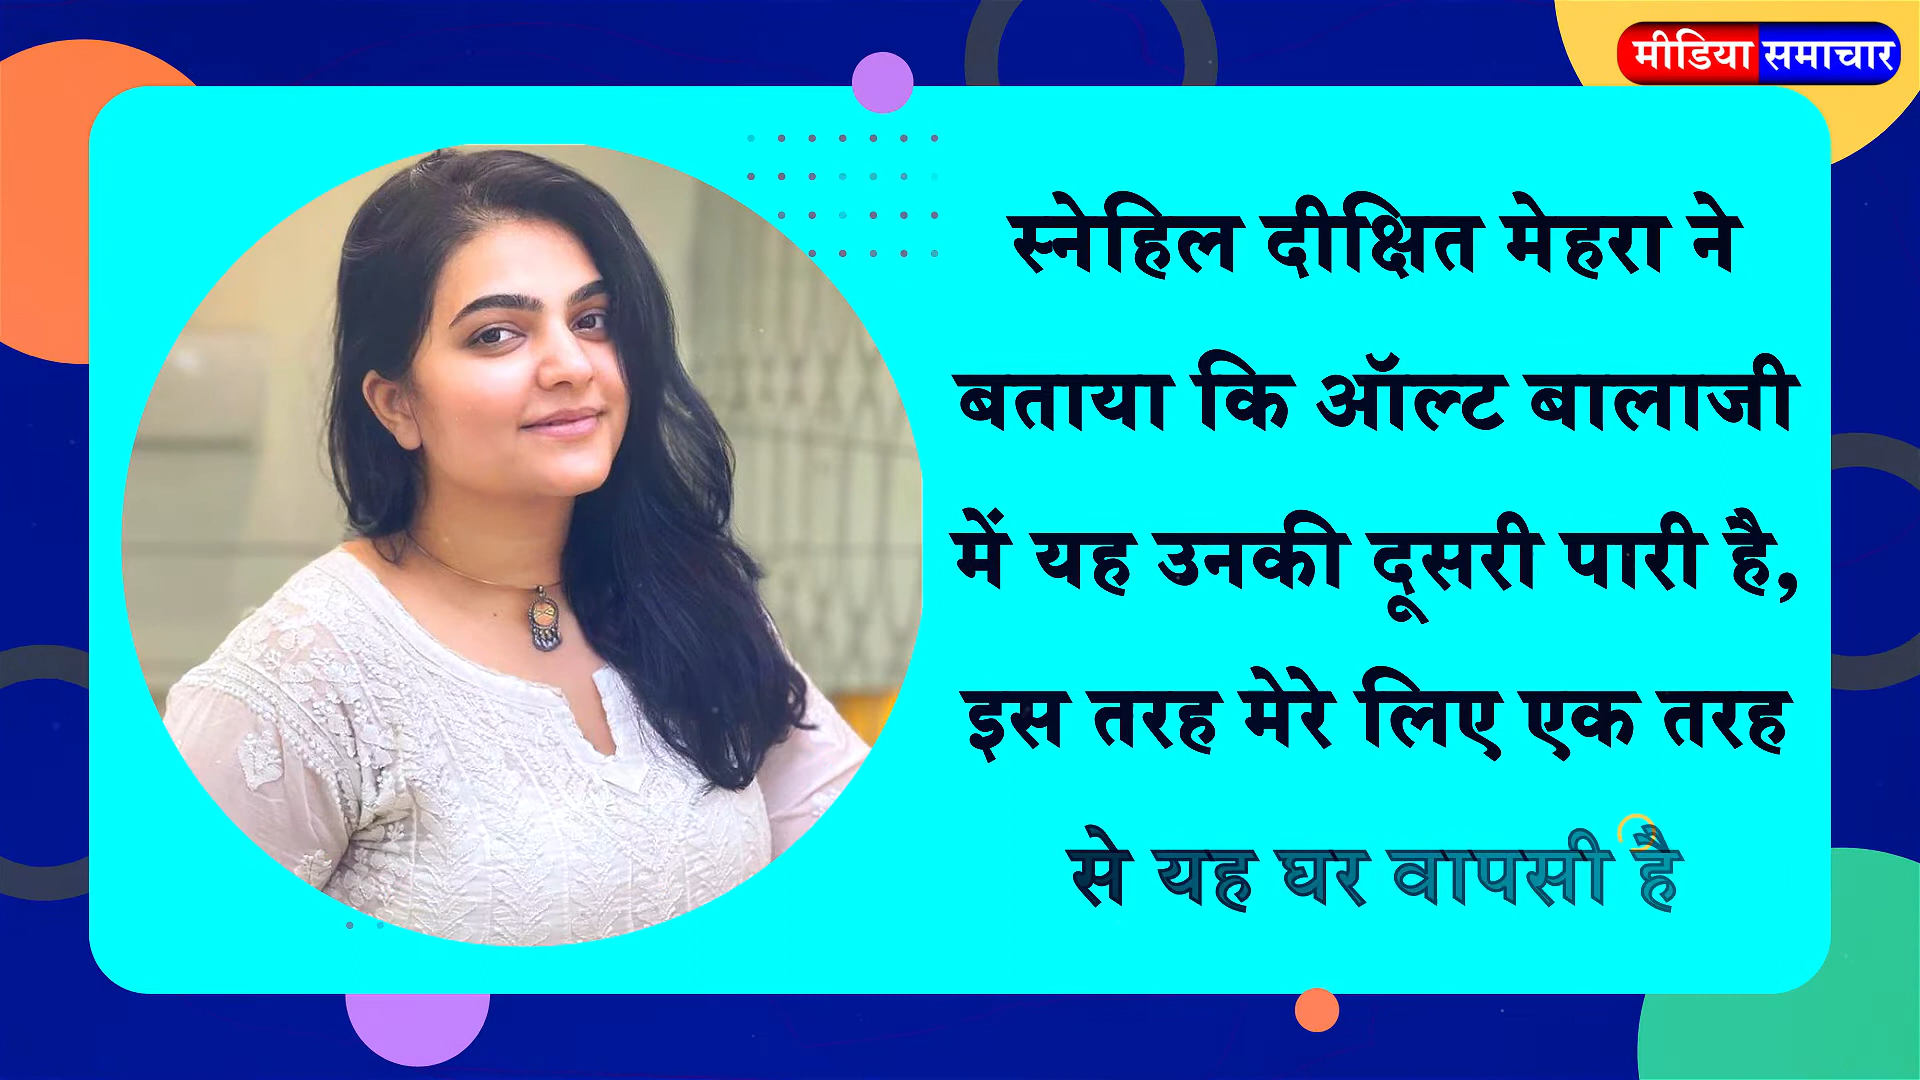 मीडिया समाचार
स्नेहिल दीक्षित मेहरा ने
बताया कि ऑल्ट बालाजी
में यह उनकी दूसरी पारी है,
इस तरह मेरे लिए एक तरह
से यह घर वापसी है